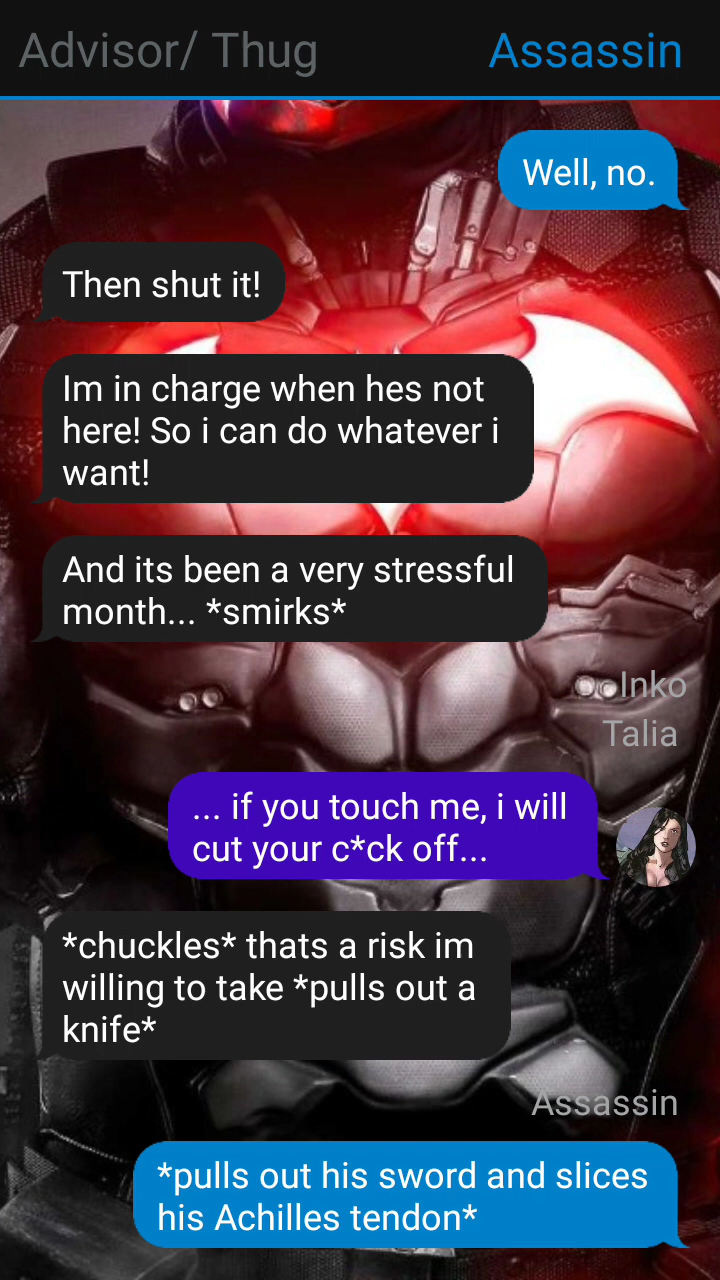 Advisor/ Thug Assassin
Well, no.
Then shut it!
Im in charge when hes not
here! So i can do whatever i
want!
And its been a very stressful
month... *smirks*
Inko
Talia
... if you touch me, i will
cut your c*ck off...
*chuckles* thats a risk im
willing to take *pulls out a
knife*
Assassin
*pulls out his sword and slices
his Achilles tendon*